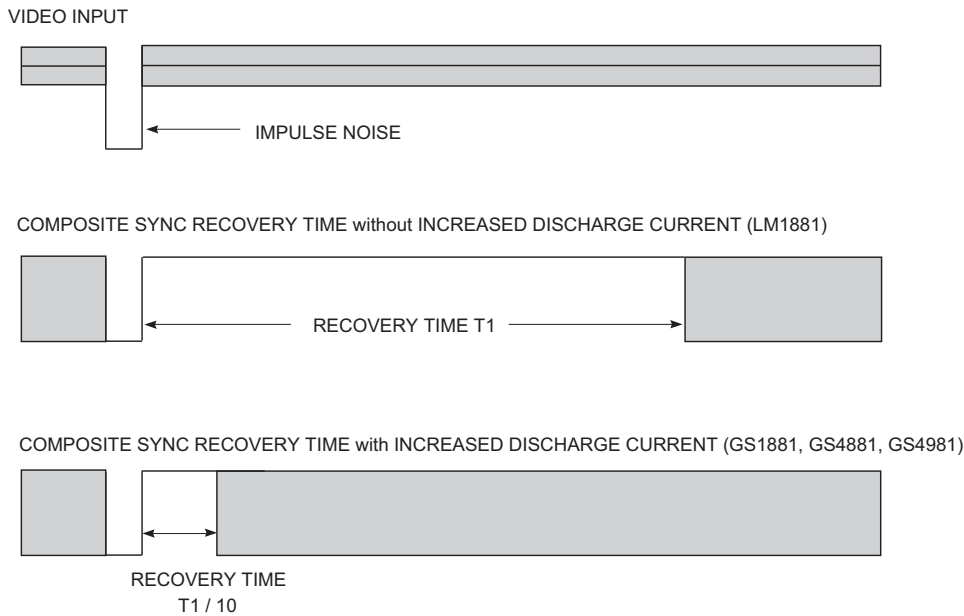 VIDEO INPUT
IMPULSE NOISE
COMPOSITE SYNC RECOVERY TIME without INCREASED DISCHARGE CURRENT (LM1881)
RECOVERY TIME T1
COMPOSITE SYNC RECOVERY TIME with INCREASED DISCHARGE CURRENT (GS1881, GS4881, GS4981)
RECOVERY TIME
T1 / 10